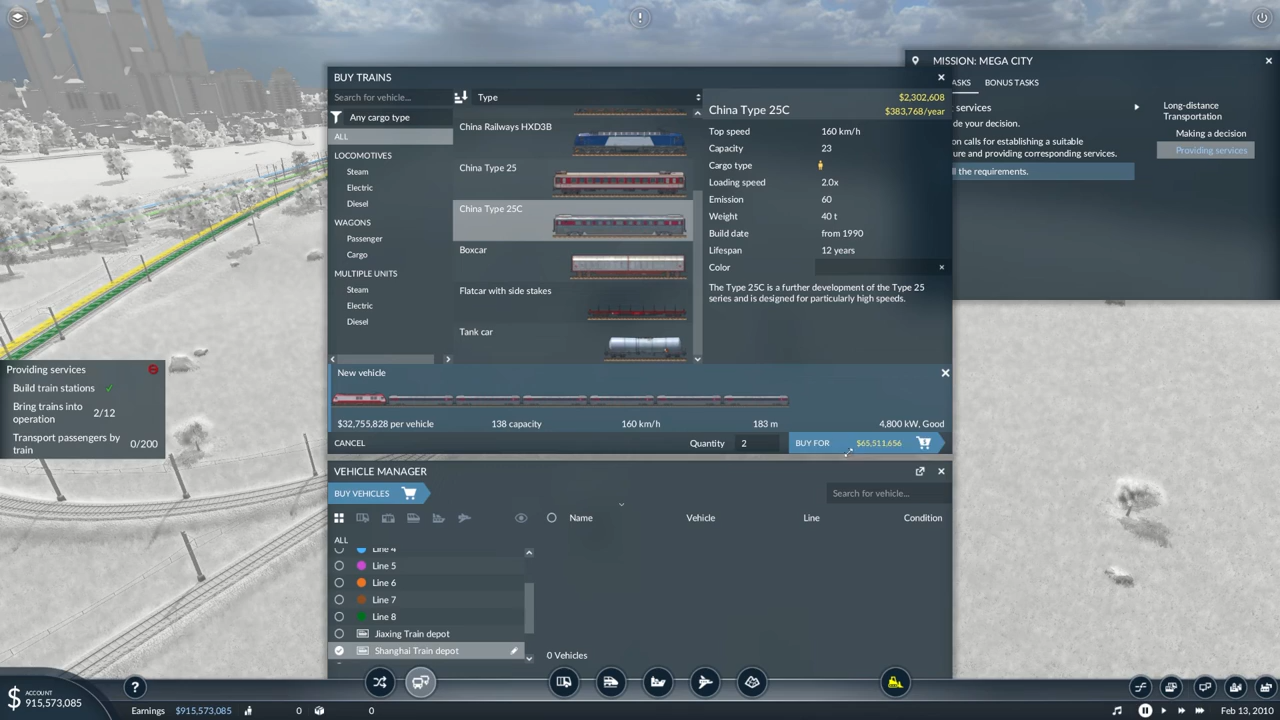 BUY TRAINS
Search for vehicle...
Type
Any cargo type
ALL
LOCOMOTIVES
Steam
Electric
Diesel
WAGONS
Passenger
Cargo
MULTIPLE UNITS
Steam
Electric
Diesel
China Railways HXD3B
China Type 25
China Type 25C
Boxcar
Flatcar with side stakes
Tank car
China Type 25C
$2,302,608
$383,768/year
Top speed 160 km/h
Capacity 23
Cargo type
Loading speed 2.0x
Emission 60
Weight 40 t
Build date from 1990
Lifespan 12 years
Color
The Type 25C is a further development of the Type 25
series and is designed for particularly high speeds.
New vehicle
$32,755,828 per vehicle 138 capacity 160 km/h 183 m 4,800 kW, Good
CANCEL Quantity 2 BUY FOR $65,511,656
MISSION: MEGA CITY
ASKS BONUS TASKS
services
de your decision.
on calls for establishing a suitable
ure and providing corresponding services.
ll the requirements.
Long-distance
Transportation
Making a decision
Providing services
Providing services
Build train stations
Bring trains into
operation 2/12
Transport passengers by
train 0/200
VEHICLE MANAGER
BUY VEHICLES
Search for vehicle...
Name Vehicle Line Condition
ALL
Line 4
Line 5
Line 6
Line 7
Line 8
Jiaxing Train depot
Shanghai Train depot
0 Vehicles
$ ACCOUNT
915,573,085
?
Earnings $915,573,085 0 0
Feb 13, 2010